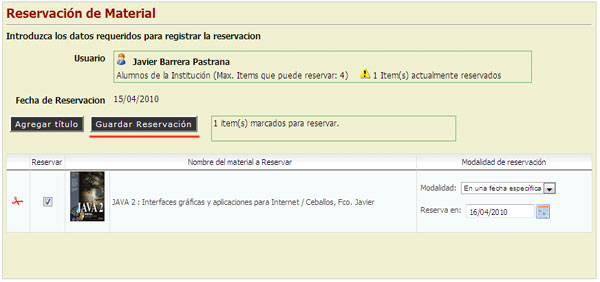 Reservación de Material
Introduzca los datos requeridos para registrar la reservacion
Usuario
Javier Barrera Pastrana
Alumnos de la Institución (Max. Items que puede reservar: 4) 1 Item(s) actualmente reservados
Fecha de Reservacion 15/04/2010
Agregar título Guardar Reservación 1 item(s) marcados para reservar.
Reservar Nombre del material a Reservar Modalidad de reservación
Modalidad: En una fecha específica
JAVA 2 : Interfaces gráficas y aplicaciones para Internet / Ceballos, Fco. Javier
Reserva en: 16/04/2010
JAVA 2